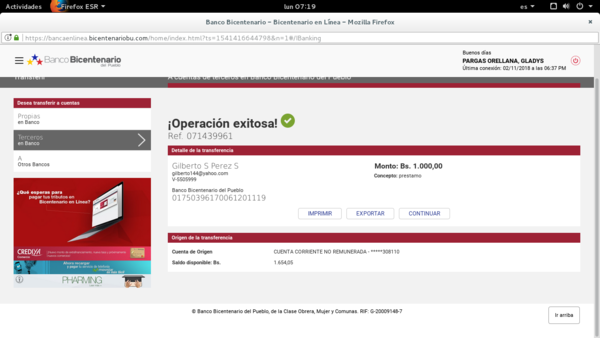 Actividades Firefox ESR ▾ lun 07:19 es ▾
Banco Bicentenario ~ Bicentenario en Línea ~ Mozilla Firefox
https://bancaenlinea.bicentenariobu.com/home/index.html?ts=1541416644798&n=1#/IBanking
Banco Bicentenario
del Pueblo
Buenos días
PARGAS ORELLANA, GLADYS
Última conexión: 02/11/2018 a las 06:37 PM
Transferir
A cuentas de terceros en Banco Bicentenario del Pueblo
Desea transferir a cuentas
Propias
en Banco
Terceros
en Banco
A
Otros Bancos
¡Operación exitosa!
Ref. 071439961
Detalle de la transferencia
Gilberto S Perez S
gilberto144@yahoo.com
V-5505999
Banco Bicentenario del Pueblo
01750396170061201119
Monto: Bs. 1.000,00
Concepto: prestamo
IMPRIMIR EXPORTAR CONTINUAR
Origen de la transferencia
Cuenta de Origen CUENTA CORRIENTE NO REMUNERADA - *****308110
Saldo disponible: Bs. 1.654,05
¿Qué esperas para
pagar tus tributos en
Bicentenario en Línea?
PHARMING
© Banco Bicentenario del Pueblo, de la Clase Obrera, Mujer y Comunas. RIF: G-20009148-7
Ir arriba